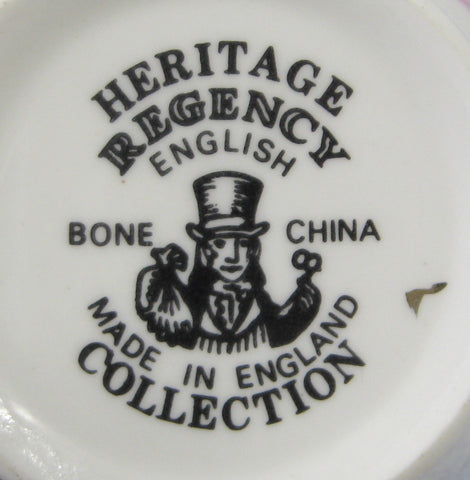 HERITAGE
REGENCY
ENGLISH
BONE CHINA
MADE IN ENGLAND
COLLECTION